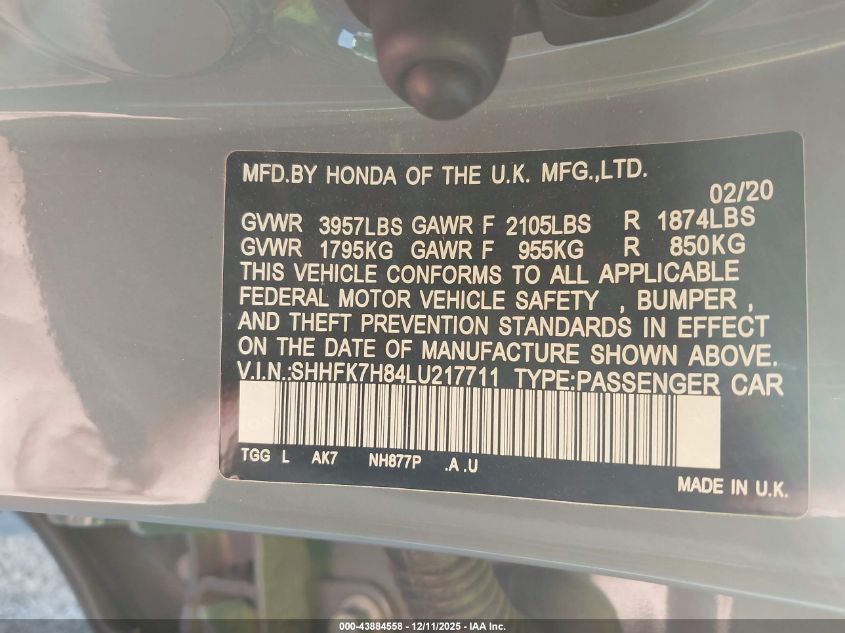 MFD.BY HONDA OF THE U.K. MFG.,LTD.
02/20
GVWR 3957LBS GAWR F 2105LBS R 1874LBS
GVWR 1795KG GAWR F 955KG R 850KG
THIS VEHICLE CONFORMS TO ALL APPLICABLE
FEDERAL MOTOR VEHICLE SAFETY , BUMPER ,
AND THEFT PREVENTION STANDARDS IN EFFECT
ON THE DATE OF MANUFACTURE SHOWN ABOVE.
V.I.N.:SHHFK7H84LU217711 TYPE:PASSENGER CAR
TGG L AK7 NH877P .A .U
MADE IN U.K.
000-43884558 - 12/11/2025 - IAA Inc.